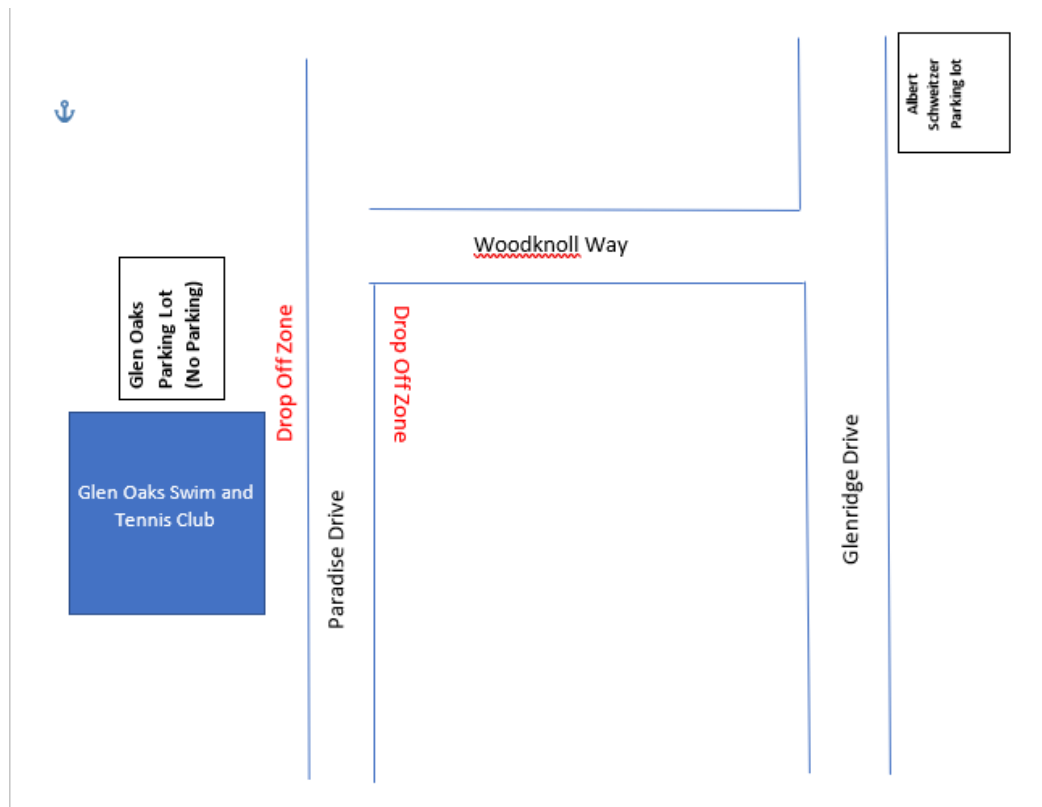 Albert
Schweitzer
Parking lot
Woodknoll Way
Glen Oaks
Parking Lot
(No Parking)
Drop Off Zone
Drop Off Zone
Glen Oaks Swim and
Tennis Club
Paradise Drive
Glenridge Drive